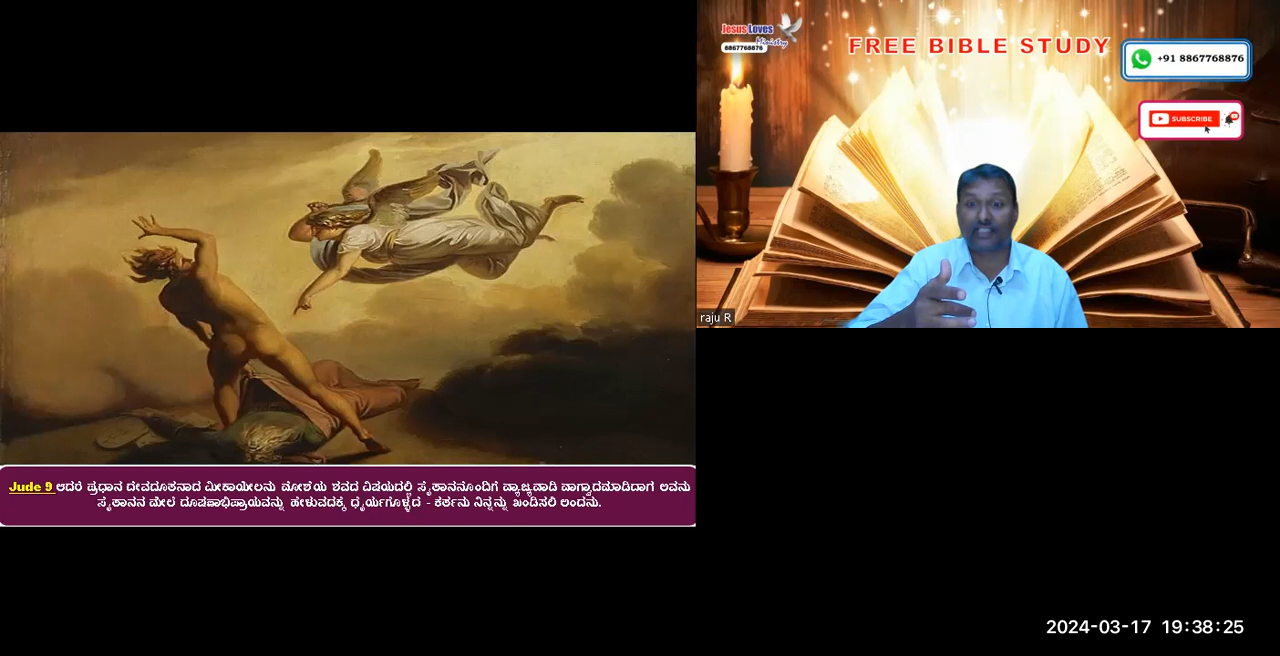 Jesus Loves
Ministry
8867768876
FREE BIBLE STUDY
+91 8867768876
SUBSCRIBE
raju R
Jude 9 ಆದರೆ ಪ್ರಧಾನ ದೇವದೂತನಾದ ಮೀಕಾಯೇಲನು ಮೋಶೆಯ ಶವದ ವಿಷಯದಲ್ಲಿ ಸೈತಾನನೊಂದಿಗೆ ವ್ಯಾಜ್ಯವಾಡಿ ವಾಗ್ವಾದಮಾಡಿದಾಗ ಅವನು
ಸೈತಾನನ ಮೇಲೆ ದೂಷಣಾಭಿಪ್ರಾಯವನ್ನು ಹೇಳುವದಕ್ಕೆ ಧೈರ್ಯಗೊಳ್ಳದೆ - ಕರ್ತನು ನಿನ್ನನ್ನು ಖಂಡಿಸಲಿ ಅಂದನು.
2024-03-17 19:38:25